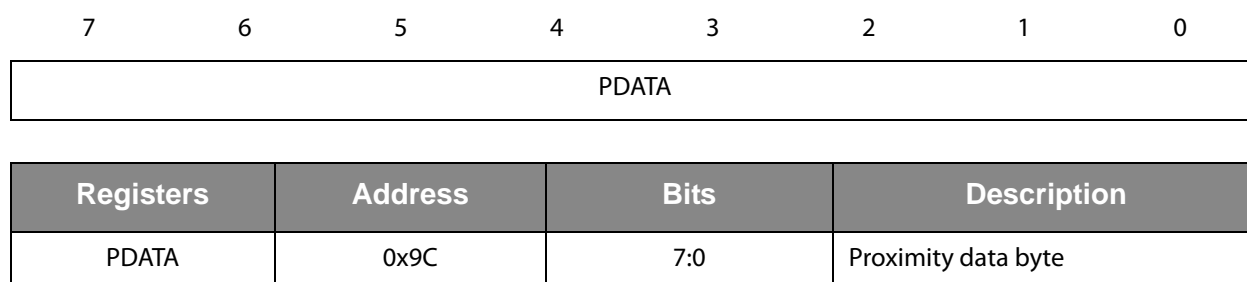 7 6 5 4 3 2 1 0
PDATA
Registers Address Bits Description
PDATA 0x9C 7:0 Proximity data byte